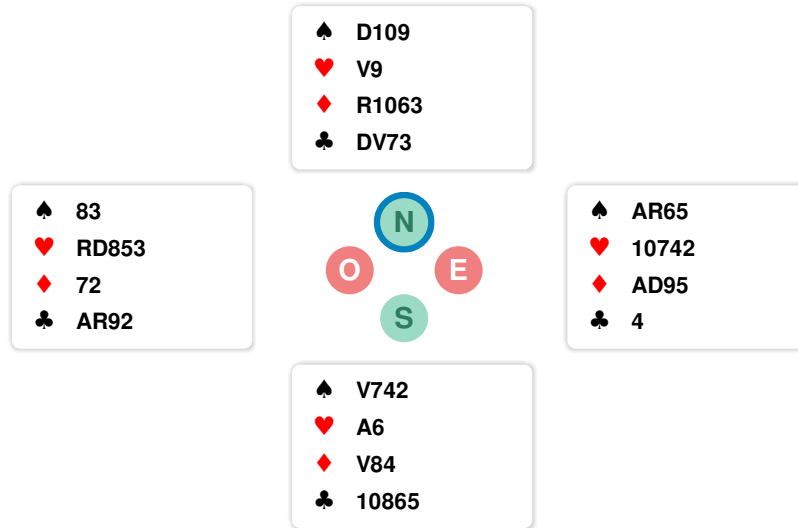 ♠ D109
♥ V9
♦ R1063
♣ DV73
♠ 83
♥ RD853
♦ 72
♣ AR92
N
O E
S
♠ AR65
♥ 10742
♦ AD95
♣ 4
♠ V742
♥ A6
♦ V84
♣ 10865